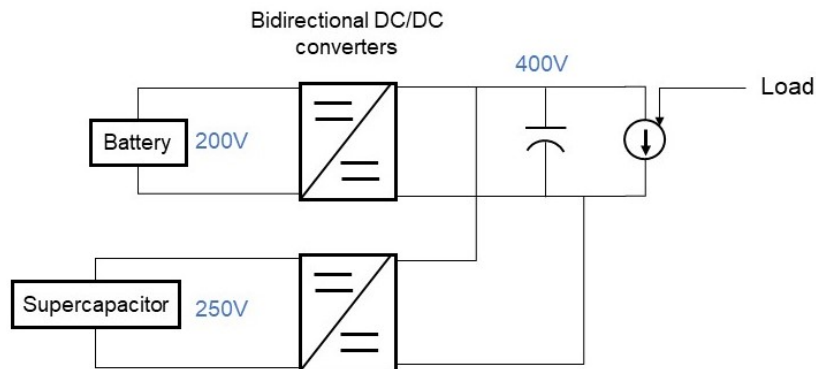 Bidirectional DC/DC
converters
400V
Load
Battery
200V
Supercapacitor
250V